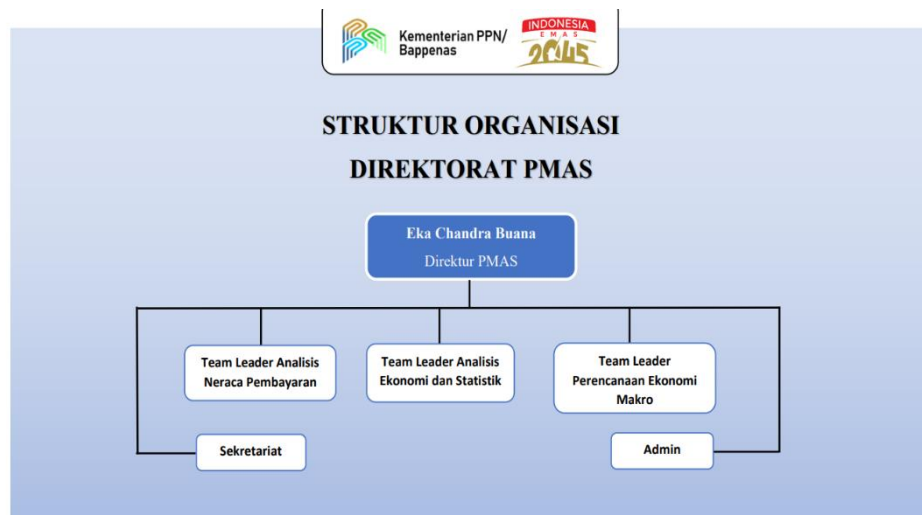 Kementerian PPN/
Bappenas
INDONESIA
EMAS
2045
STRUKTUR ORGANISASI
DIREKTORAT PMAS
Eka Chandra Buana
Direktur PMAS
Team Leader Analisis
Neraca Pembayaran
Team Leader Analisis
Ekonomi dan Statistik
Team Leader
Perencanaan Ekonomi
Makro
Sekretariat
Admin